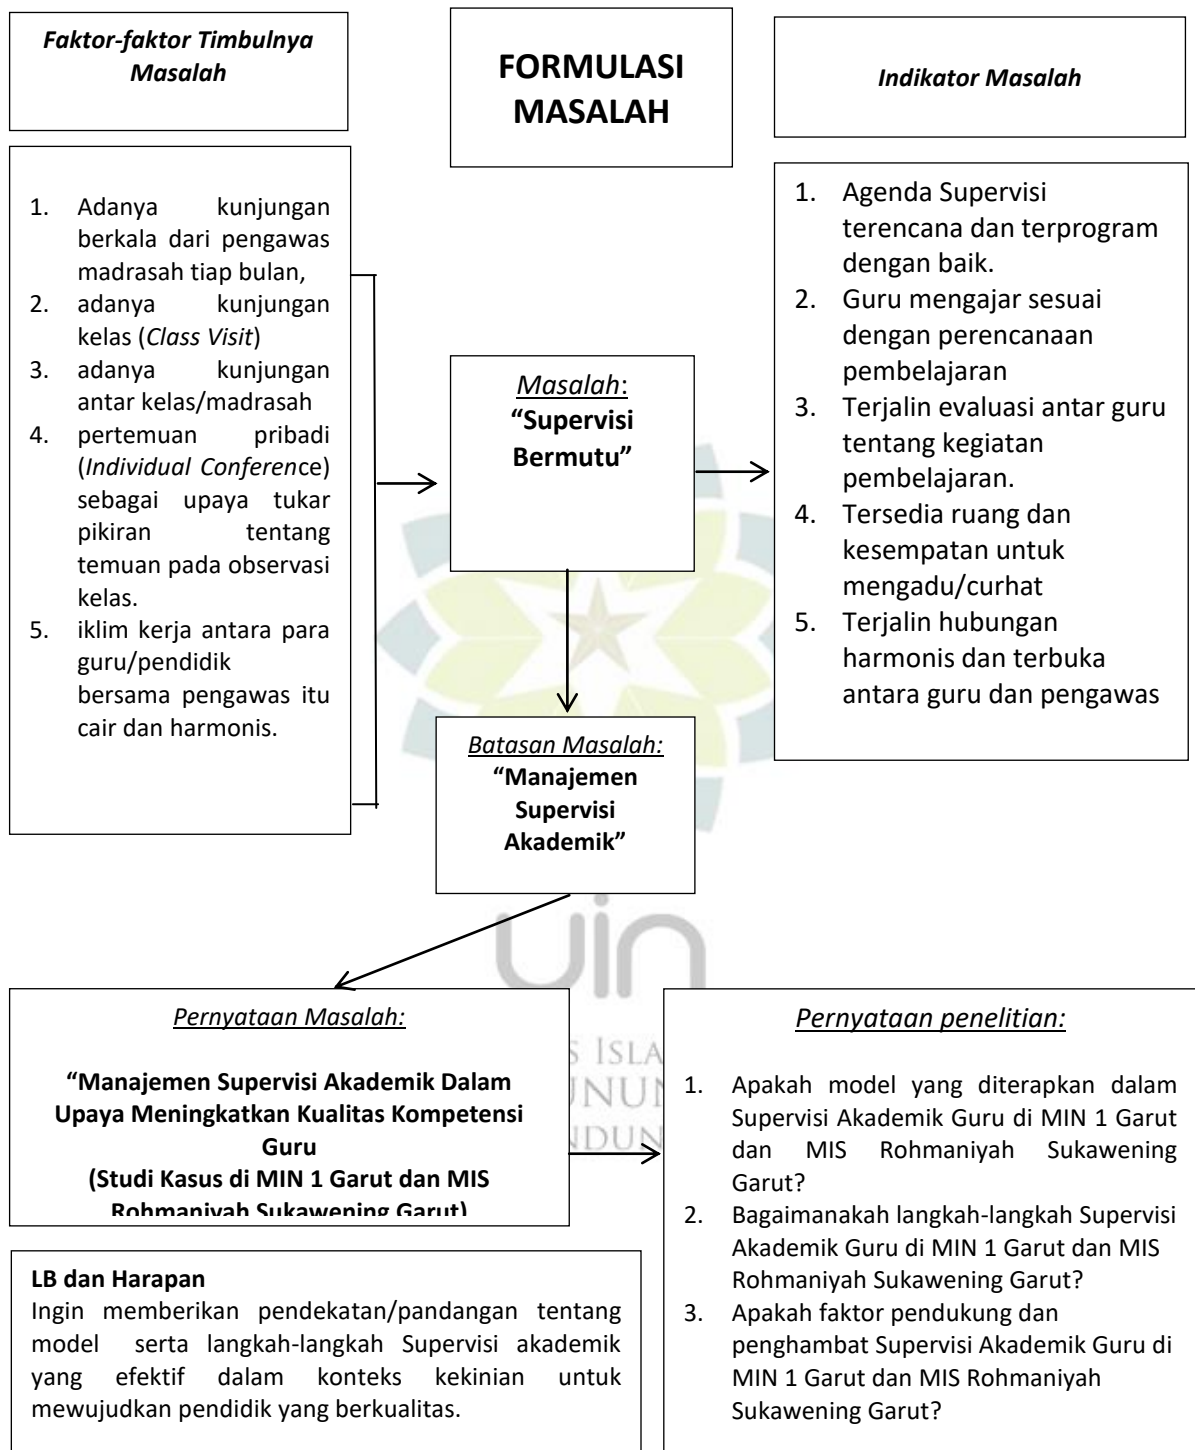 Faktor-faktor Timbulnya
Masalah
FORMULASI
MASALAH
Indikator Masalah
1. Adanya kunjungan
berkala dari pengawas
madrasah tiap bulan,
2. adanya kunjungan
kelas (Class Visit)
3. adanya kunjungan
antar kelas/madrasah
4. pertemuan pribadi
(Individual Conference)
sebagai upaya tukar
pikiran tentang
temuan pada observasi
kelas.
5. iklim kerja antara para
guru/pendidik
bersama pengawas itu
cair dan harmonis.
Masalah:
“Supervisi
Bermutu”
1. Agenda Supervisi
terencana dan terprogram
dengan baik.
2. Guru mengajar sesuai
dengan perencanaan
pembelajaran
3. Terjalin evaluasi antar guru
tentang kegiatan
pembelajaran.
4. Tersedia ruang dan
kesempatan untuk
mengadu/curhat
5. Terjalin hubungan
harmonis dan terbuka
antara guru dan pengawas
Batasan Masalah:
“Manajemen
Supervisi
Akademik”
uin
S ISLA
UNUN
NDUN
Pernyataan Masalah:
“Manajemen Supervisi Akademik Dalam
Upaya Meningkatkan Kualitas Kompetensi
Guru
(Studi Kasus di MIN 1 Garut dan MIS
Rohmaniyah Sukawening Garut)
Pernyataan penelitian:
1. Apakah model yang diterapkan dalam
Supervisi Akademik Guru di MIN 1 Garut
dan MIS Rohmaniyah Sukawening
Garut?
2. Bagaimanakah langkah-langkah Supervisi
Akademik Guru di MIN 1 Garut dan MIS
Rohmaniyah Sukawening Garut?
3. Apakah faktor pendukung dan
penghambat Supervisi Akademik Guru di
MIN 1 Garut dan MIS Rohmaniyah
Sukawening Garut?
LB dan Harapan
Ingin memberikan pendekatan/pandangan tentang
model serta langkah-langkah Supervisi akademik
yang efektif dalam konteks kekinian untuk
mewujudkan pendidik yang berkualitas.